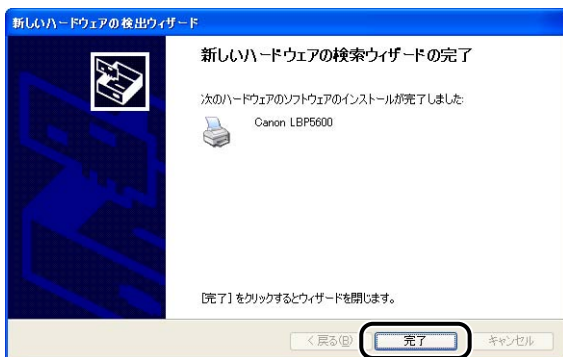 新しいハードウェアの検出ウィザード
新しいハードウェアの検索ウィザードの完了
次のハードウェアのソフトウェアのインストールが完了しました:
Canon LBP5600
[完了] をクリックするとウィザードを閉じます。
< 戻る(B)
完了
キャンセル